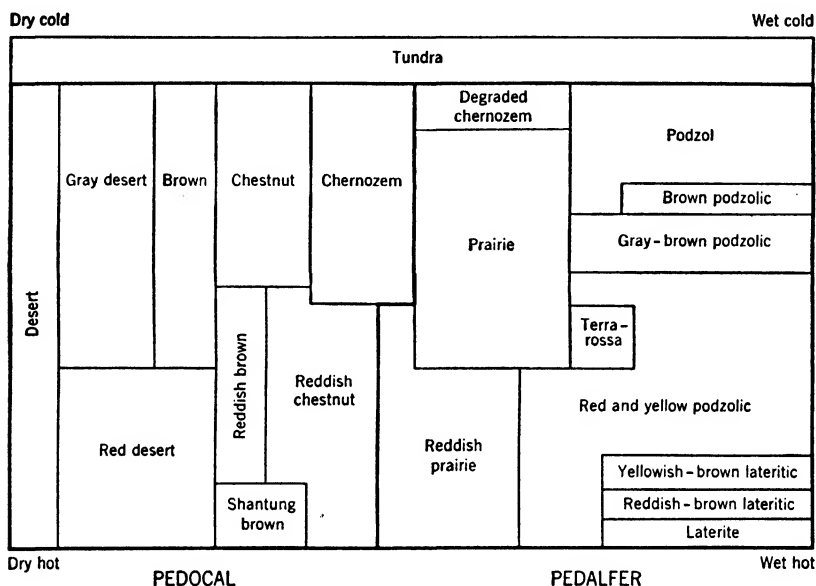 Dry cold
Wet cold
Tundra
Degraded
chernozem
Podzol
Gray desert
Brown
Chestnut
Chernozem
Brown podzolic
Prairie
Gray-brown podzolic
Desert
Terra-
rossa
Reddish brown
Reddish
chestnut
Red and yellow podzolic
Red desert
Reddish
prairie
Yellowish-brown lateritic
Shantung
brown
Reddish-brown lateritic
Laterite
Dry hot
Wet hot
PEDOCAL
PEDALFER